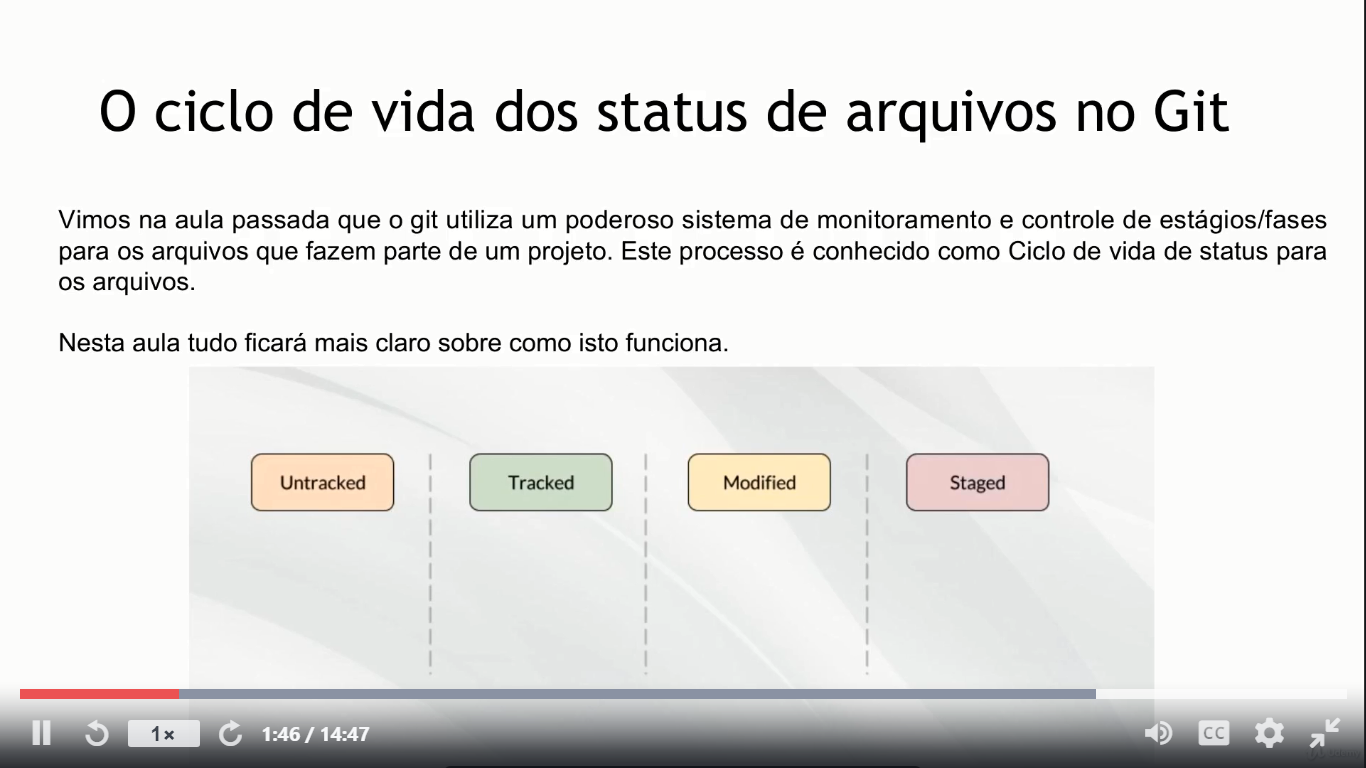 O ciclo de vida dos status de arquivos no Git
Vimos na aula passada que o git utiliza um poderoso sistema de monitoramento e controle de estágios/fases
para os arquivos que fazem parte de um projeto. Este processo é conhecido como Ciclo de vida de status para
os arquivos.
Nesta aula tudo ficará mais claro sobre como isto funciona.
Untracked
Tracked
Modified
Staged
1×
1:46 / 14:47
CC